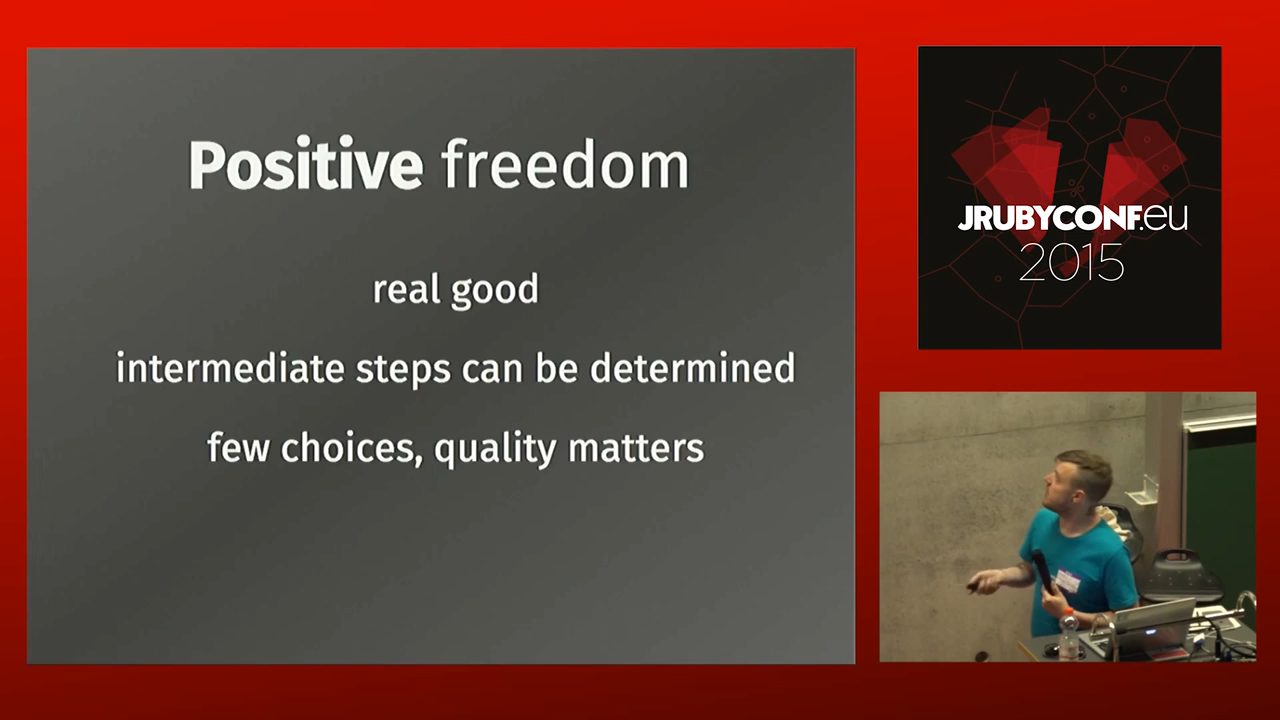 Positive freedom
real good
intermediate steps can be determined
few choices, quality matters
JRUBYCONF.eu
2015